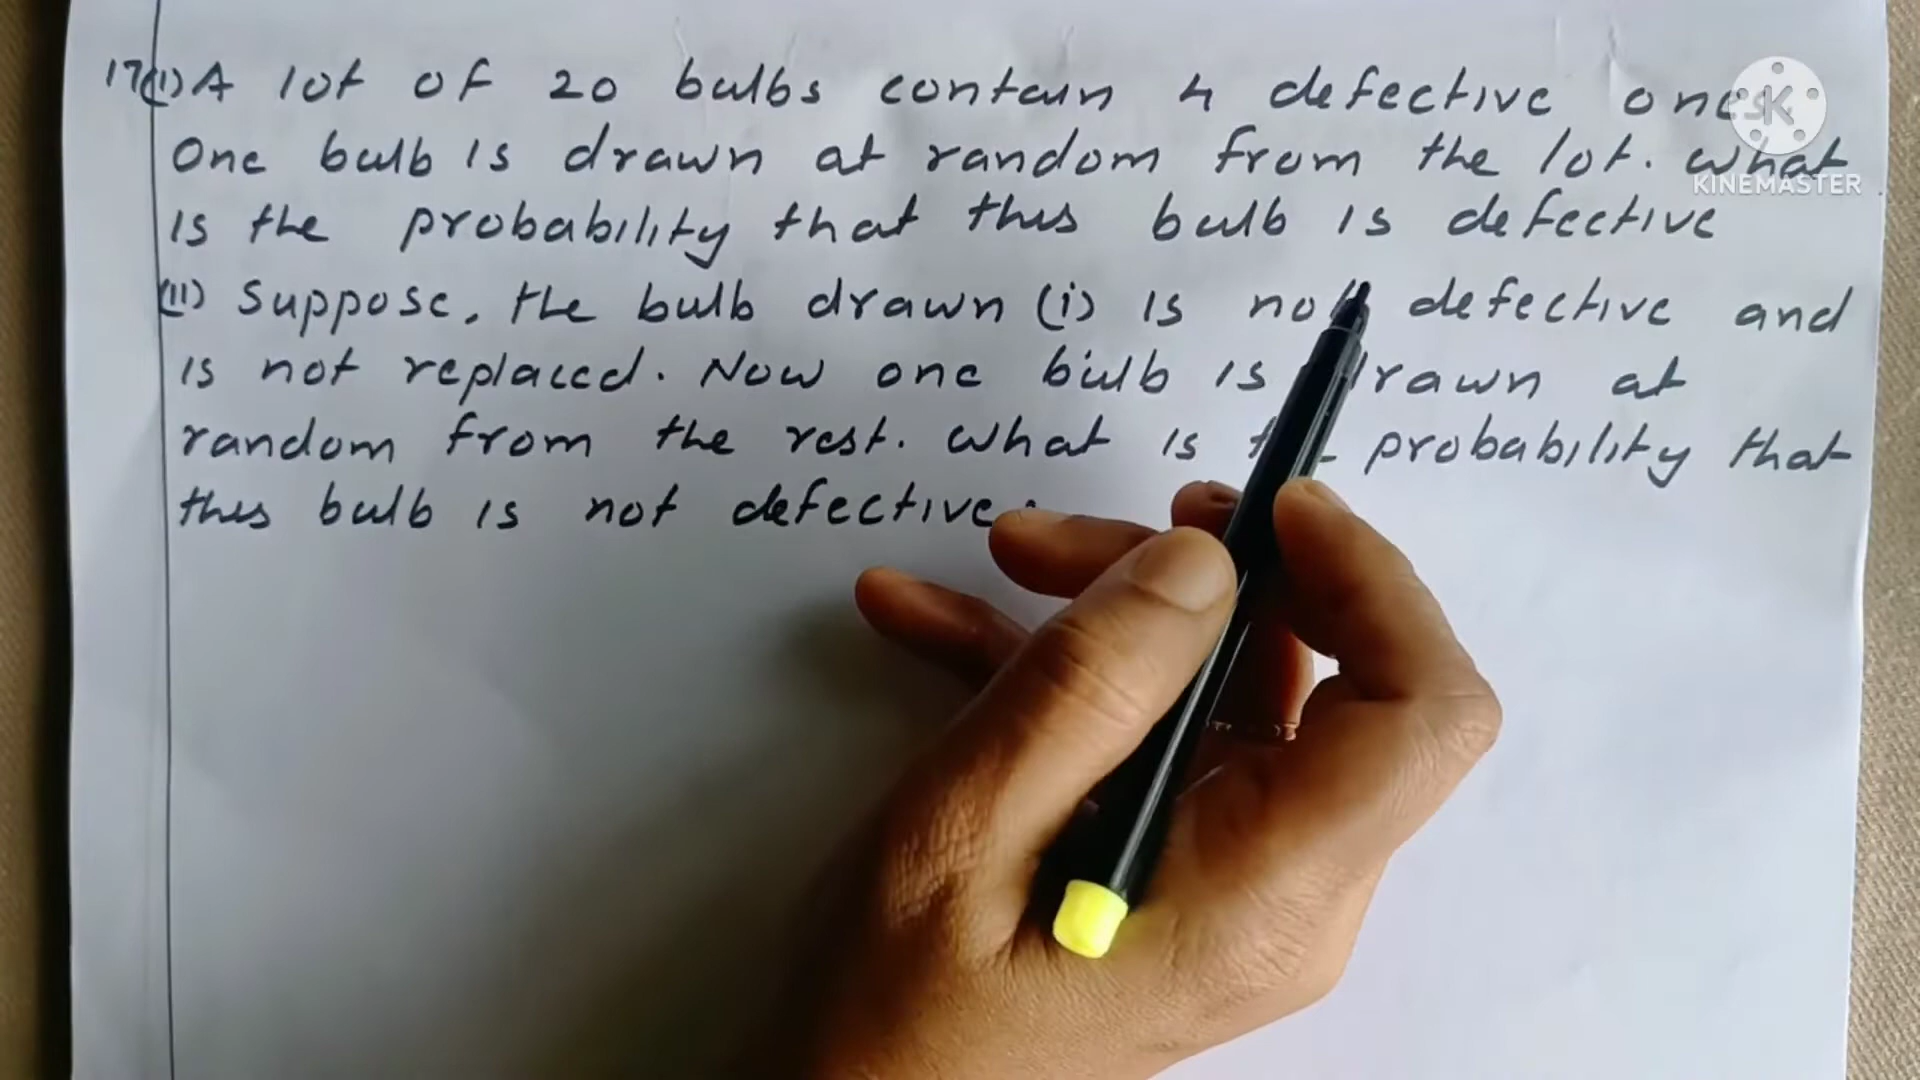 17(i) A lot of 20 bulbs contain 4 defective ones.
One bulb is drawn at random from the lot. What
is the probability that this bulb is defective
(ii) Suppose, the bulb drawn (i) is not defective and
is not replaced. Now one bulb is drawn at
random from the rest. What is the probability that
this bulb is not defective.
K
KINEMASTER